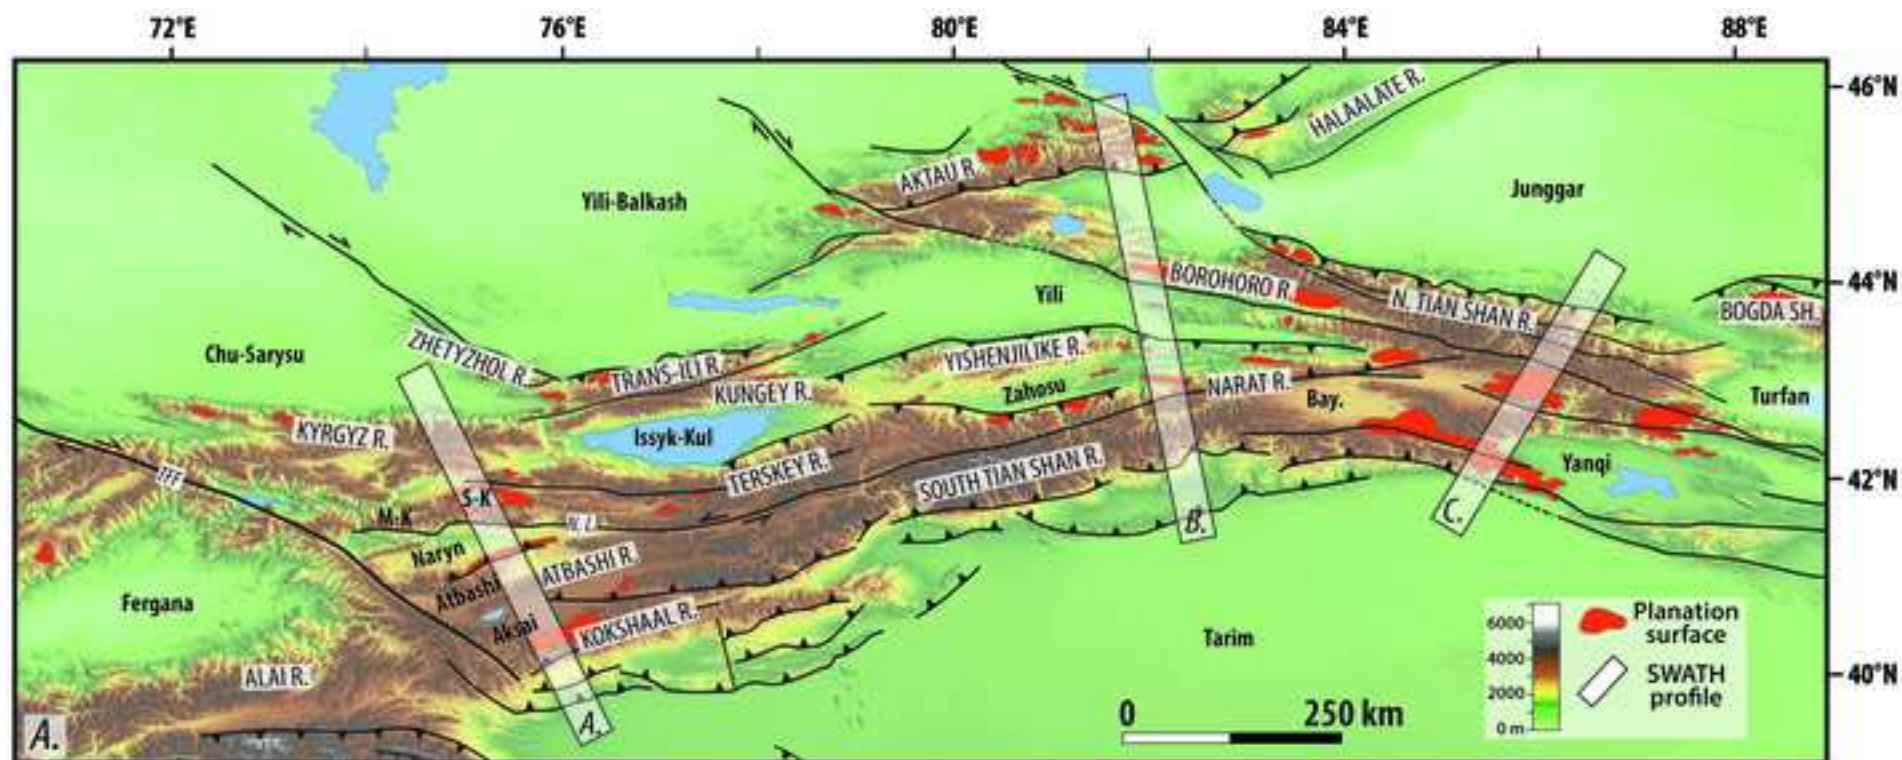 72°E 76°E 80°E 84°E 88°E
46°N
HALAALATE R.
AKTAU R.
Yili-Balkash
Junggar
44°N
BOROHORO R.
Yili
N. TIAN SHAN R.
BOGDA SH.
Chu-Sarysu
ZHETYZHOL R.
TRANS-ILI R.
YISHENJILIKE R.
KUNGEY R.
Zahosu
NARAT R.
Bay.
Turfan
KYRGYZ R.
Issyk-Kul
TFF
TERSKEY R.
SOUTH TIAN SHAN R.
Yanqi
42°N
S-K
M-K
N.L.
B.
C.
Naryn
ATBASHI R.
Atbashi
Fergana
Aksai
KOKSHAAL R.
Tarim
ALAI R.
40°N
A.
A.
0 250 km
6000
4000
2000
0 m
Planation
surface
SWATH
profile